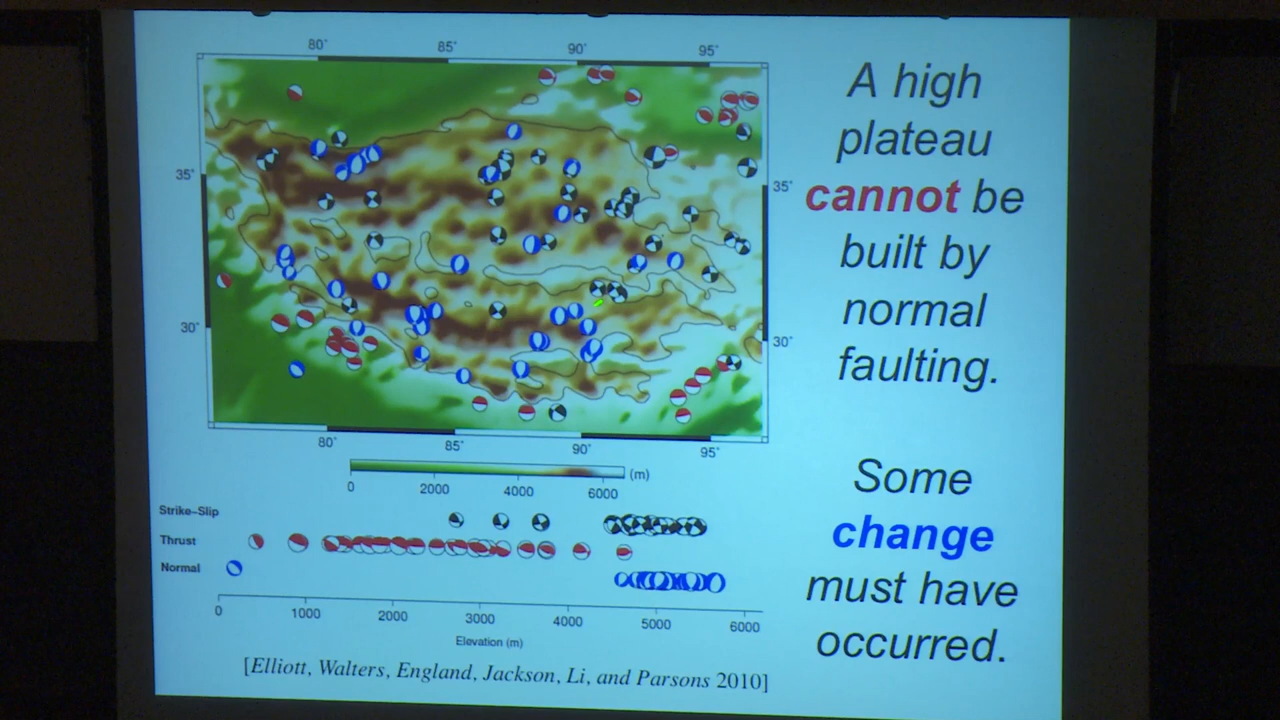 80° 85° 90° 95°
35° 35°
30° 30°
80° 85° 90° 95°
(m)
0 2000 4000 6000
Strike–Slip
Thrust
Normal
0 1000 2000 3000 4000 5000 6000
Elevation (m)
[Elliott, Walters, England, Jackson, Li, and Parsons 2010]
A high
plateau
cannot be
built by
normal
faulting.
Some
change
must have
occurred.